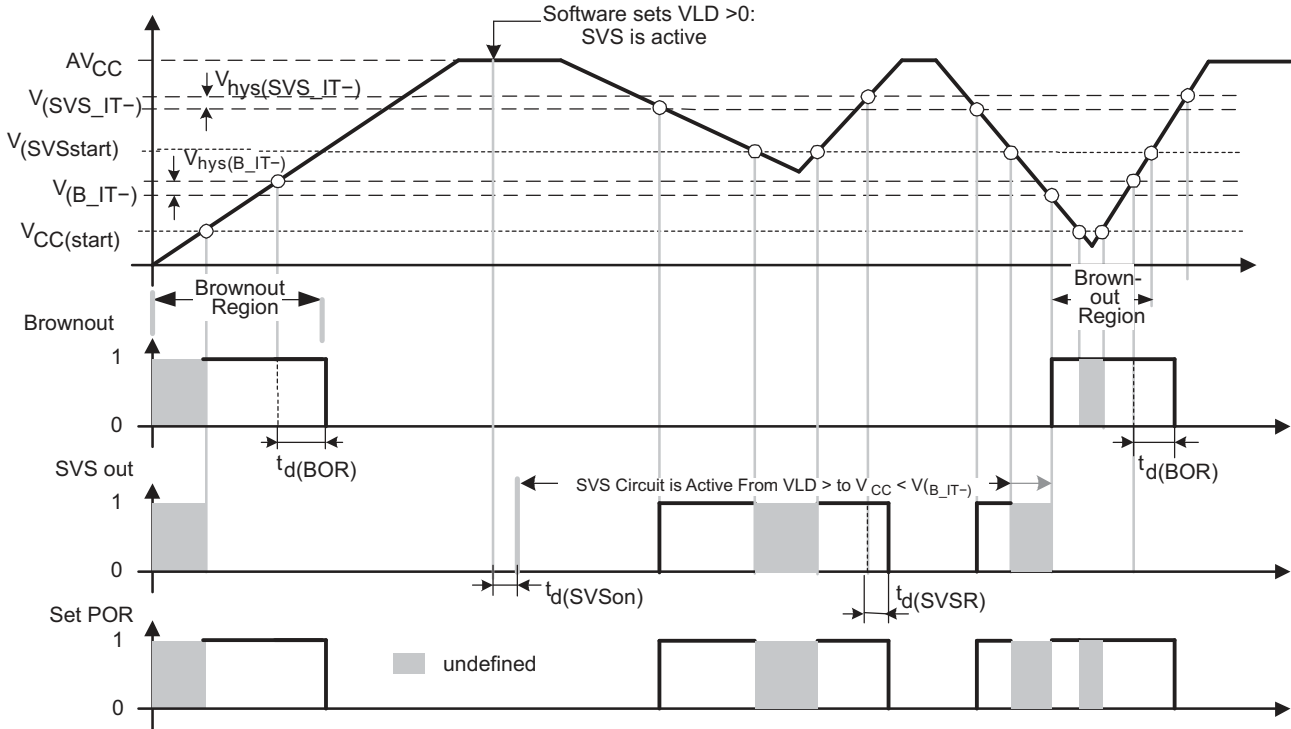 Software sets VLD >0:
SVS is active
AVCC
Vhys(SVS_IT−)
V(SVS_IT−)
V(SVSstart)
Vhys(B_IT−)
V(B_IT−)
VCC(start)
Brownout
Region
Brown-
out
Region
Brownout
1
0
td(BOR)
td(BOR)
SVS out
SVS Circuit is Active From VLD > to VCC < V(B_IT−)
1
0
td(SVSon)
td(SVSR)
Set POR
1
undefined
0